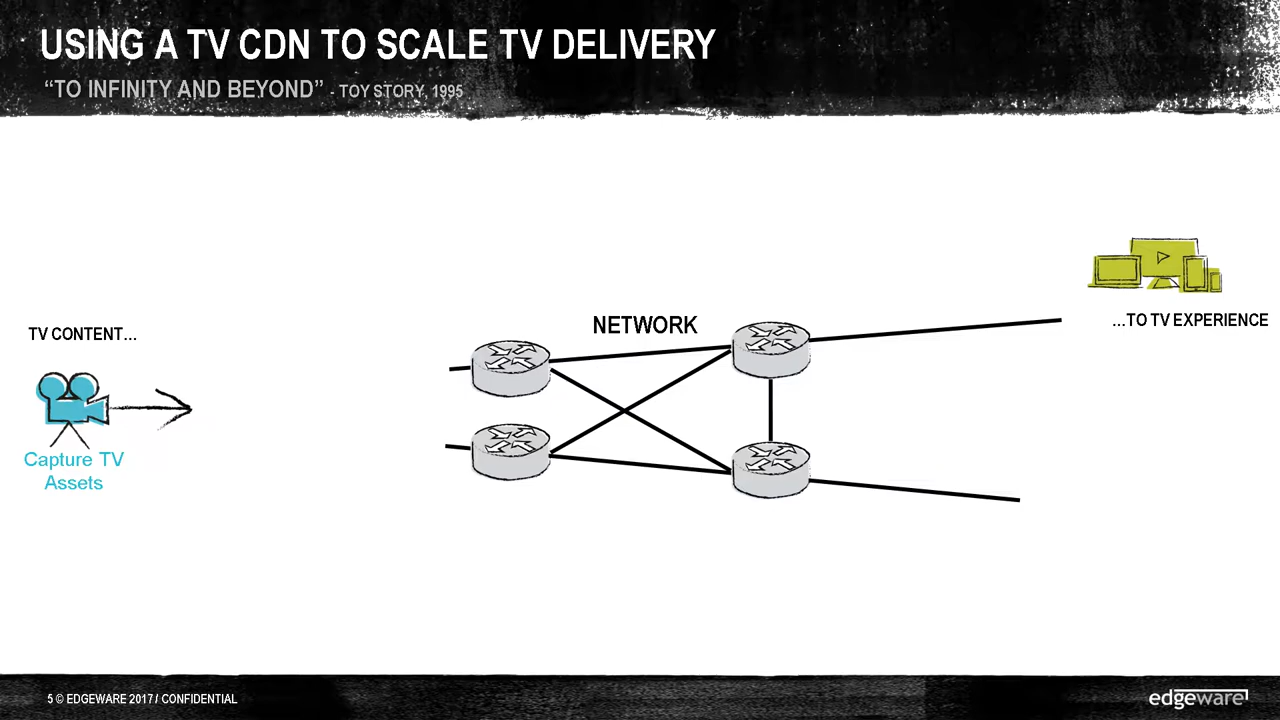 USING A TV CDN TO SCALE TV DELIVERY
“TO INFINITY AND BEYOND” - TOY STORY, 1995
NETWORK
…TO TV EXPERIENCE
TV CONTENT…
Capture TV
Assets
5 © EDGEWARE 2017 / CONFIDENTIAL
edgeware